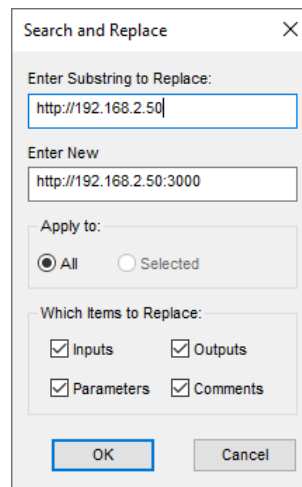 Search and Replace
Enter Substring to Replace:
http://192.168.2.50
Enter New
http://192.168.2.50:3000
Apply to:
All Selected
Which Items to Replace:
Inputs Outputs
Parameters Comments
OK Cancel